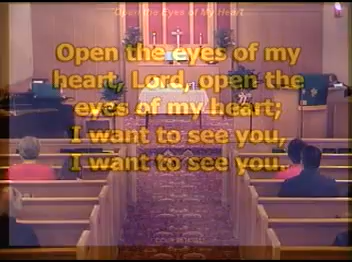 Open the Eyes of My Heart
Open the eyes of my
heart, Lord, open the
eyes of my heart;
I want to see you,
I want to see you.